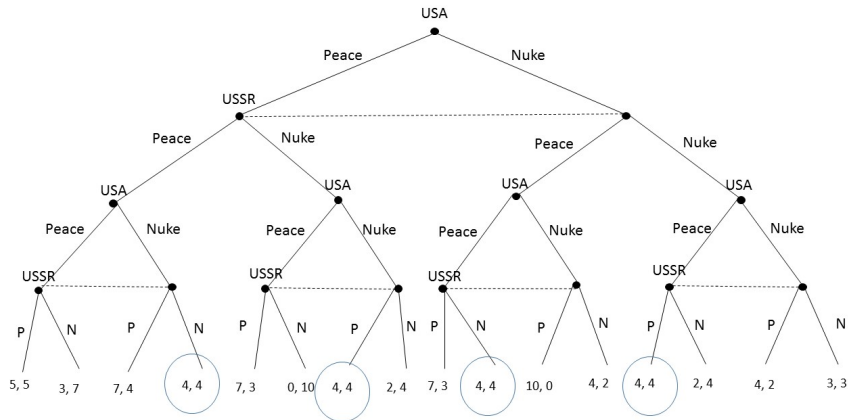 USA
Peace Nuke
USSR
Peace Nuke Peace Nuke
USA USA USA USA
Peace Nuke Peace Nuke Peace Nuke Peace Nuke
USSR USSR USSR USSR
P N P N P N P N P N P N P N P N
5, 5 3, 7 7, 4 4, 4 7, 3 0, 10 4, 4 2, 4 7, 3 4, 4 10, 0 4, 2 4, 4 2, 4 4, 2 3, 3